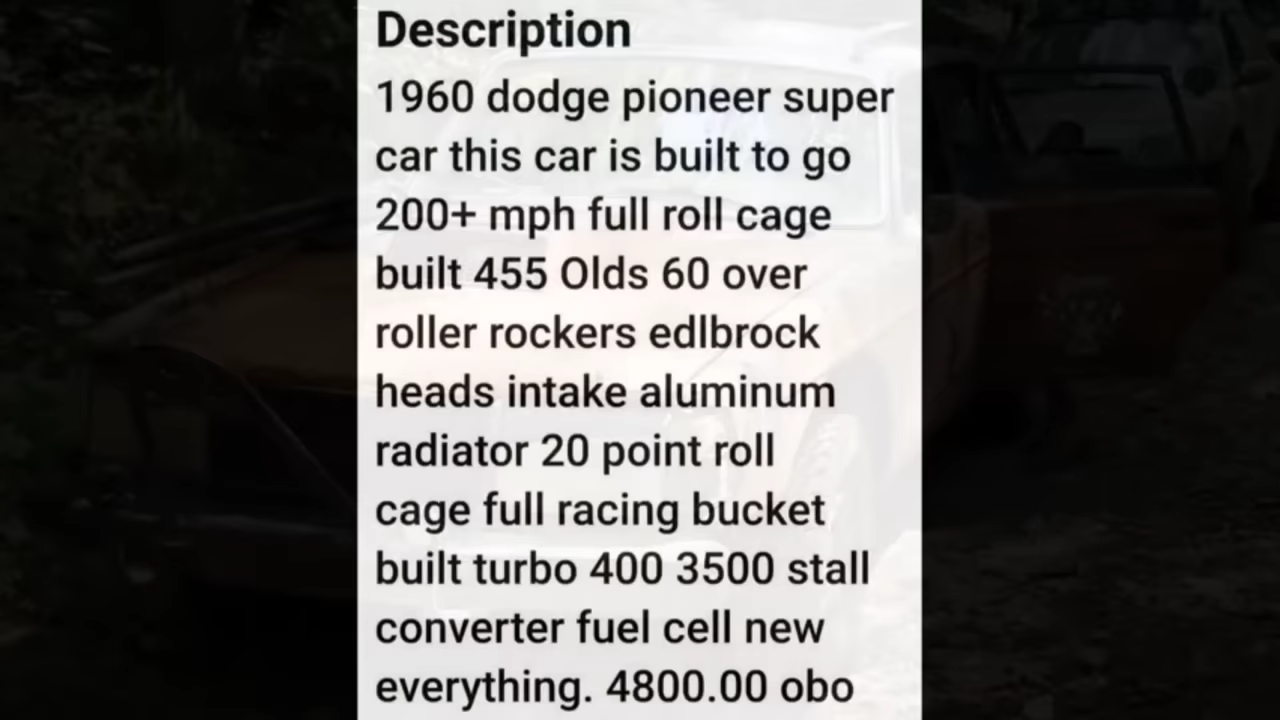 Description
1960 dodge pioneer super
car this car is built to go
200+ mph full roll cage
built 455 Olds 60 over
roller rockers edlbrock
heads intake aluminum
radiator 20 point roll
cage full racing bucket
built turbo 400 3500 stall
converter fuel cell new
everything. 4800.00 obo